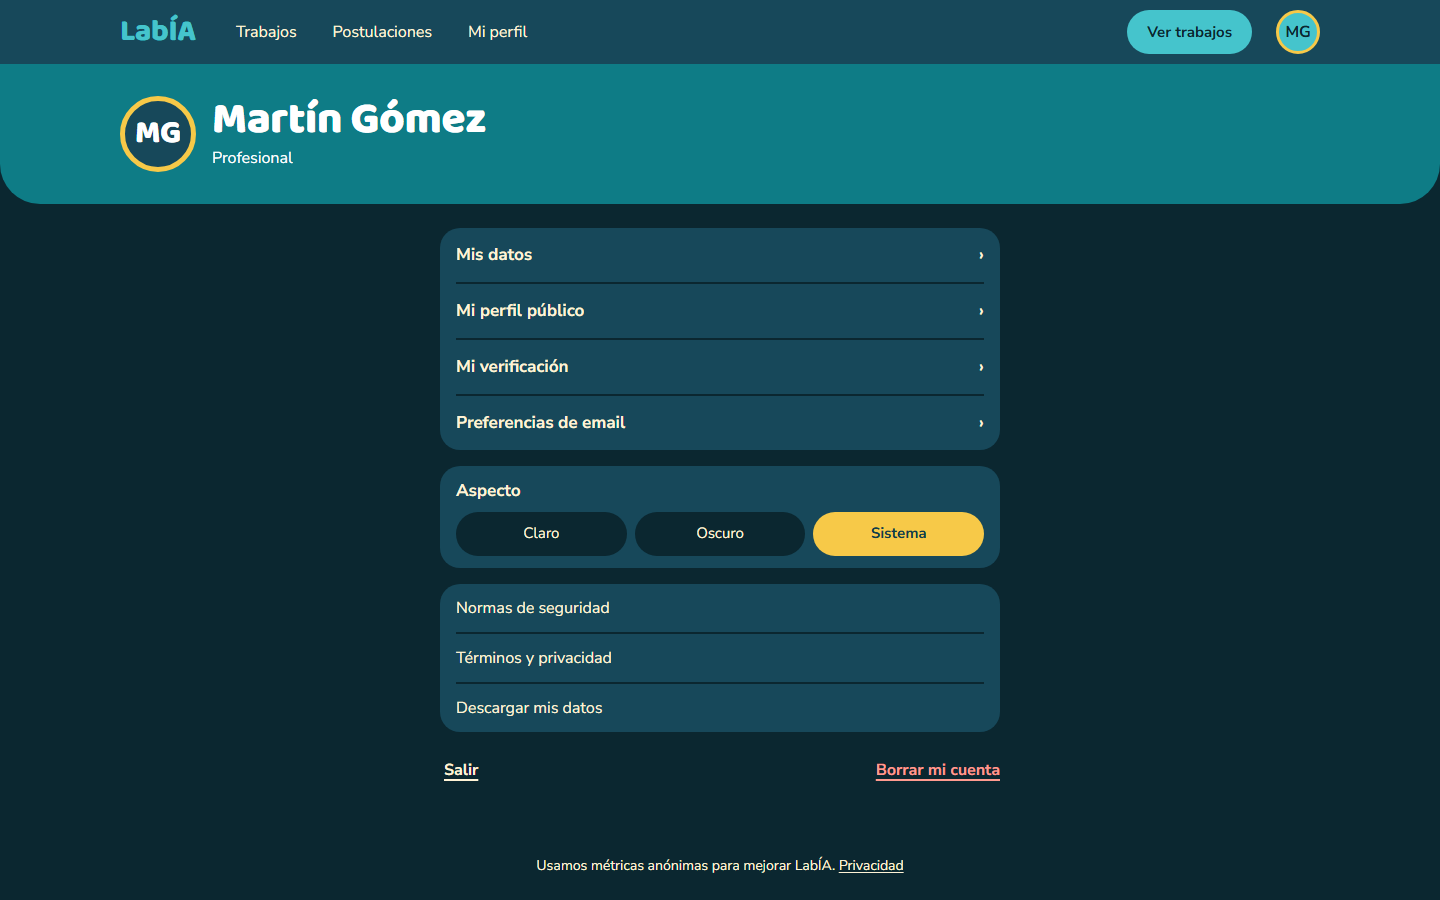 LabÍA
Trabajos
Postulaciones
Mi perfil
Ver trabajos
MG
MG
Martín Gómez
Profesional
Mis datos ›
Mi perfil público ›
Mi verificación ›
Preferencias de email ›
Aspecto
Claro
Oscuro
Sistema
Normas de seguridad
Términos y privacidad
Descargar mis datos
Salir
Borrar mi cuenta
Usamos métricas anónimas para mejorar LabÍA. Privacidad